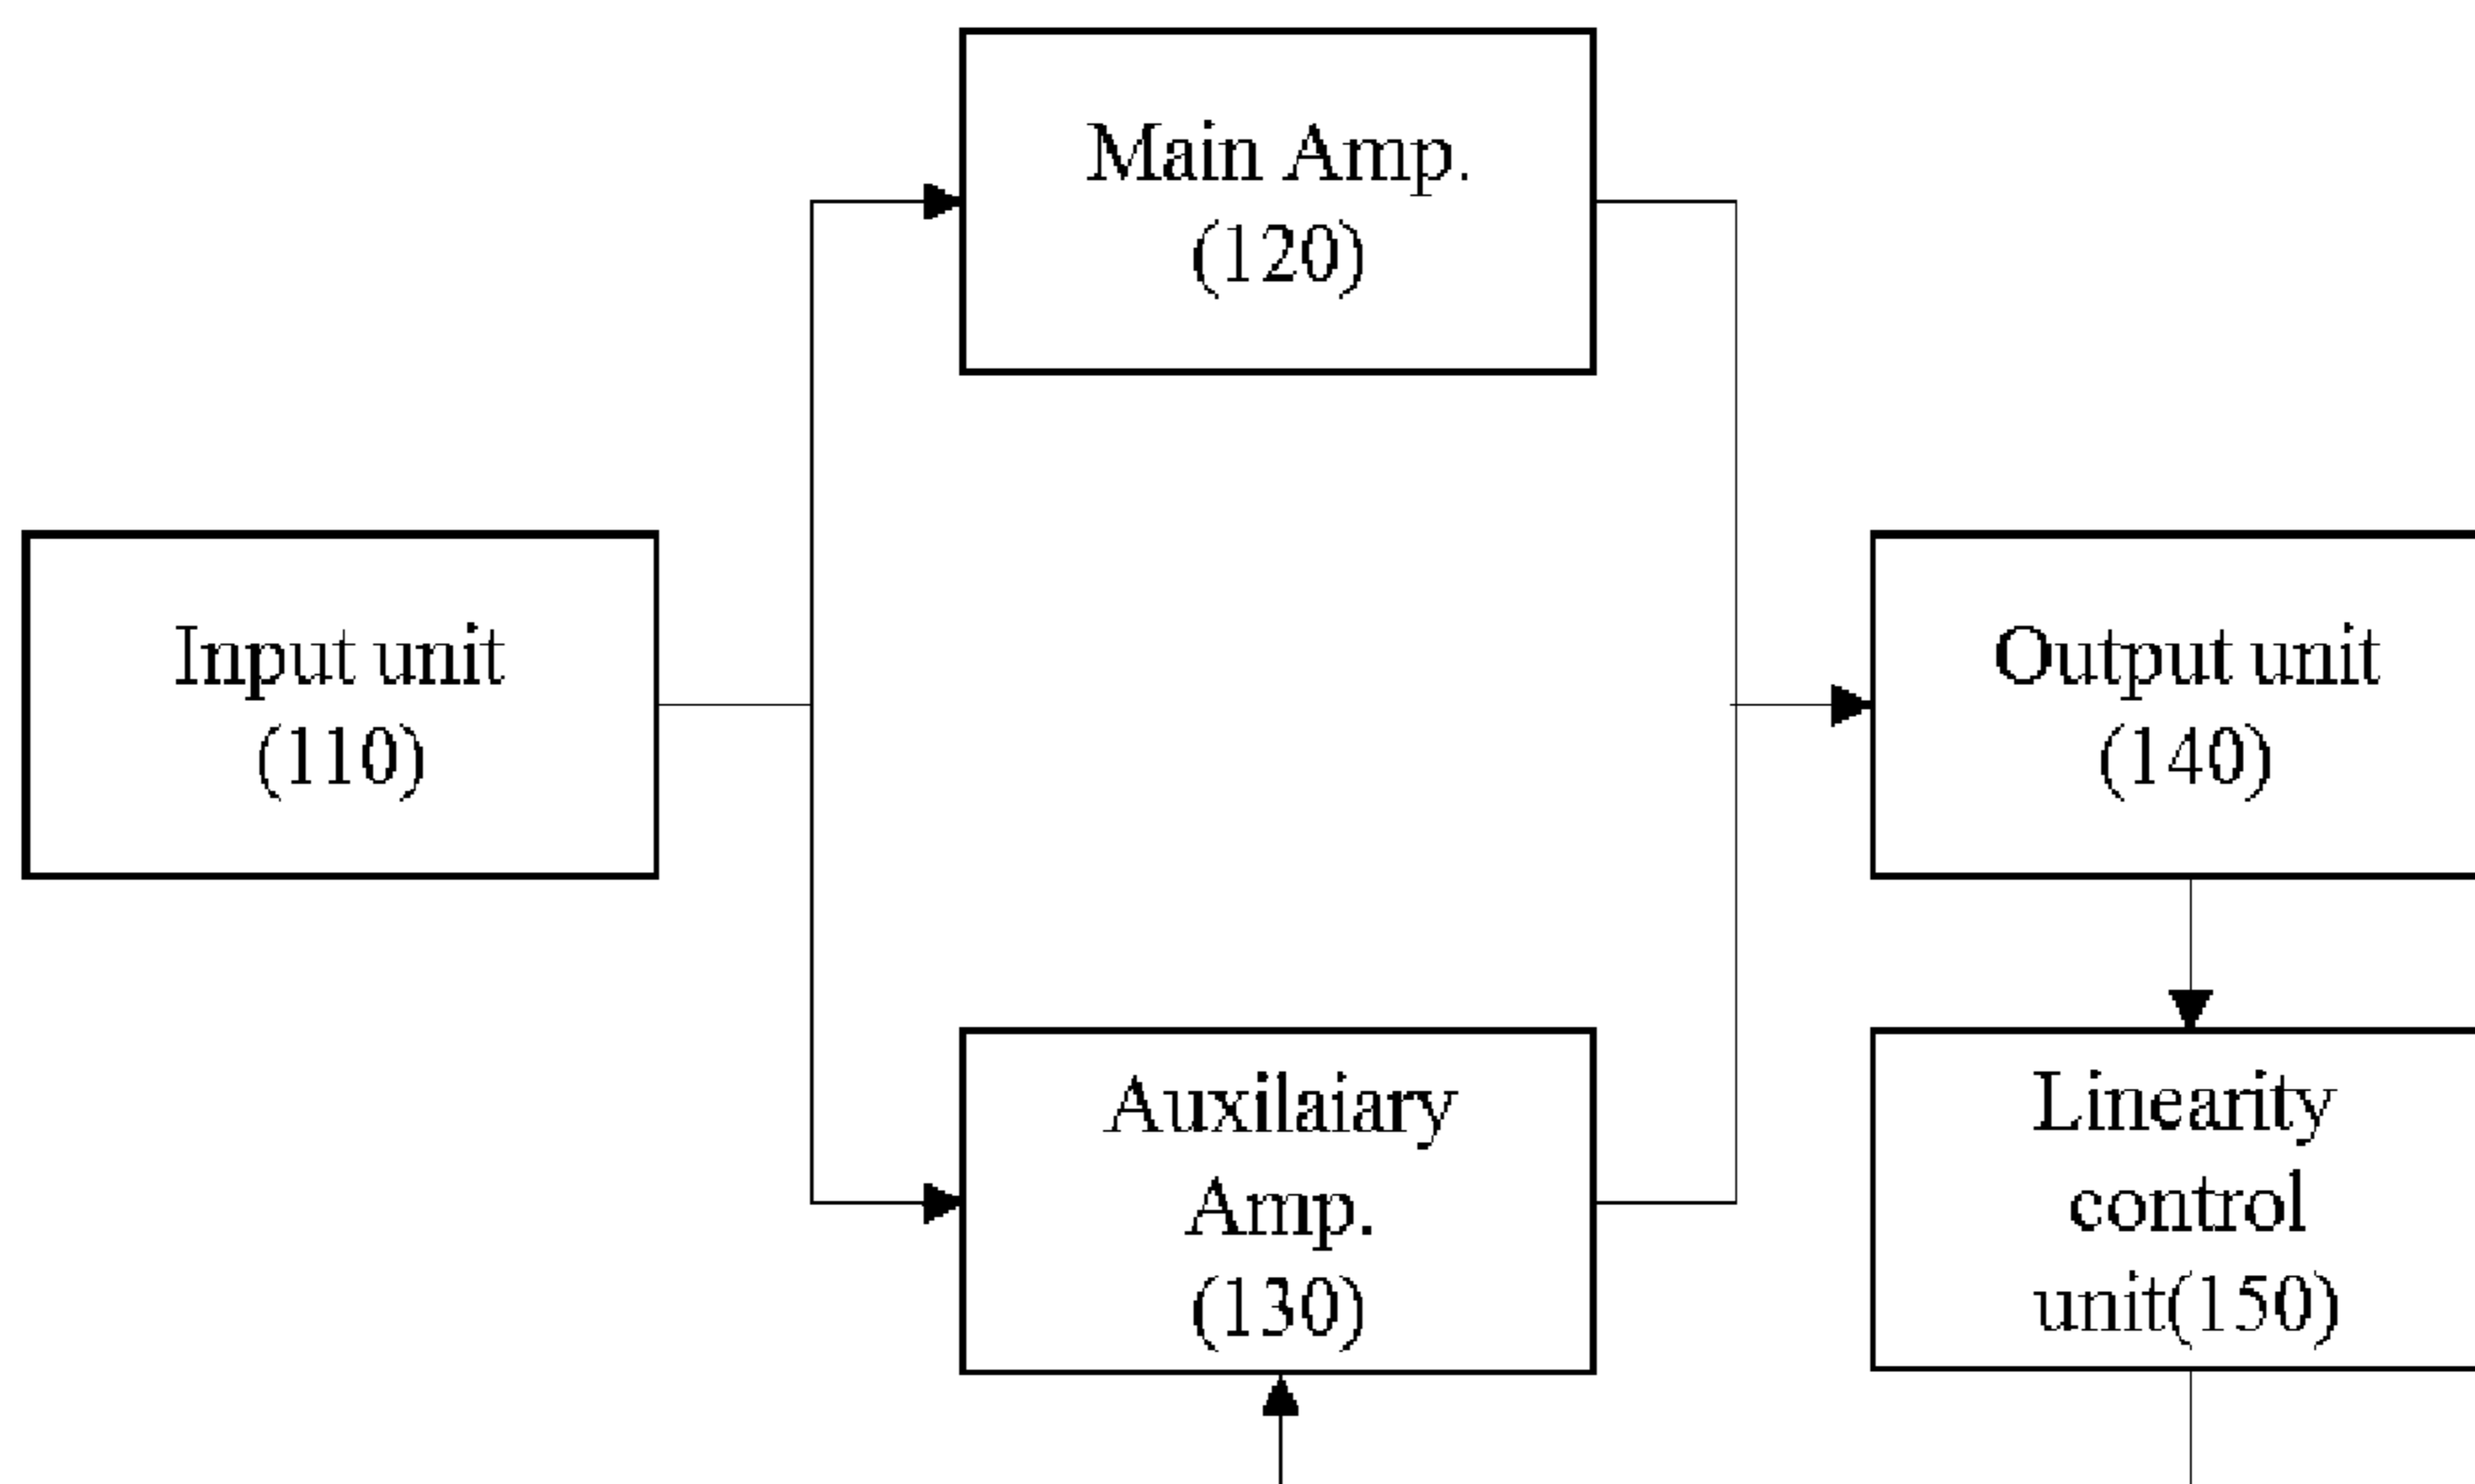 Main Amp.
(120)
Input unit
(110)
Output unit
(140)
Auxilaiary
Amp.
(130)
Linearity
control
unit(150)